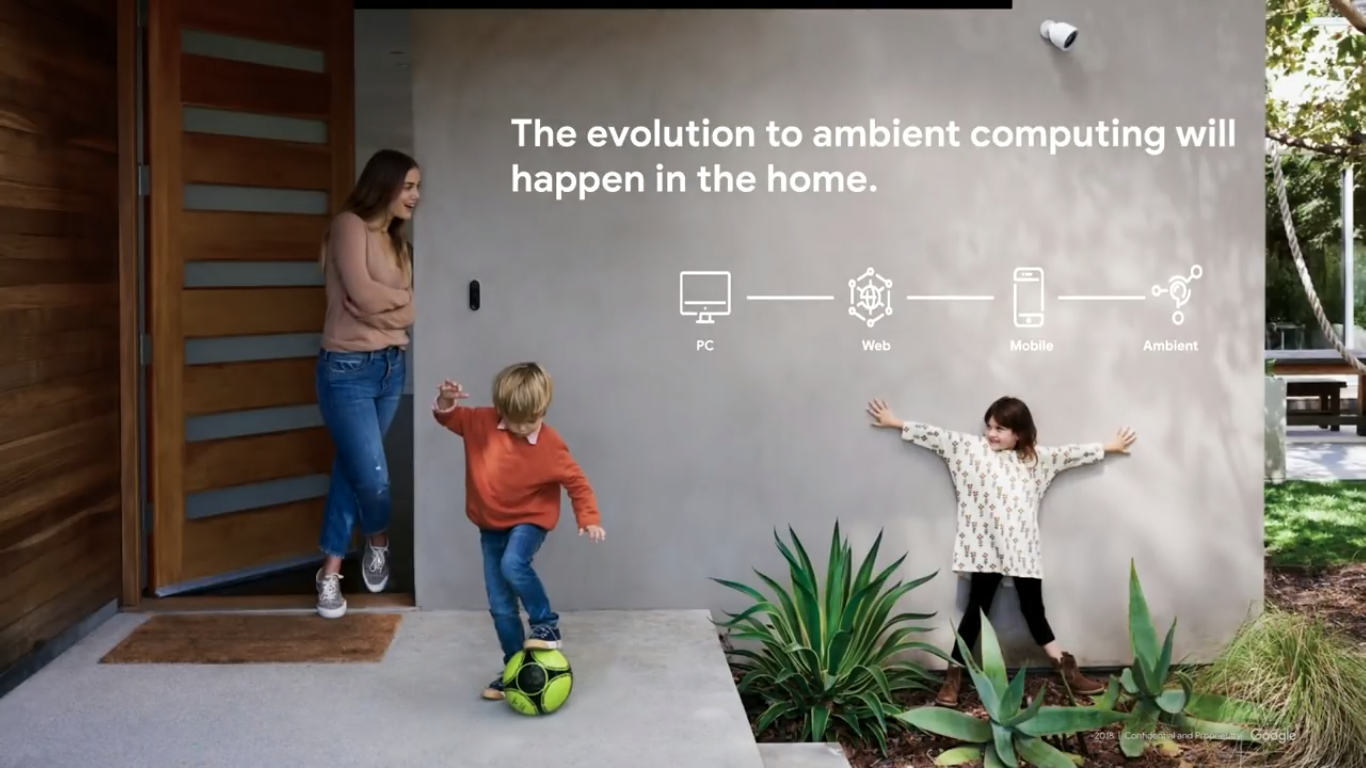 The evolution to ambient computing will
happen in the home.
PC
Web
Mobile
Ambient
2018 | Confidential and Proprietary | Google